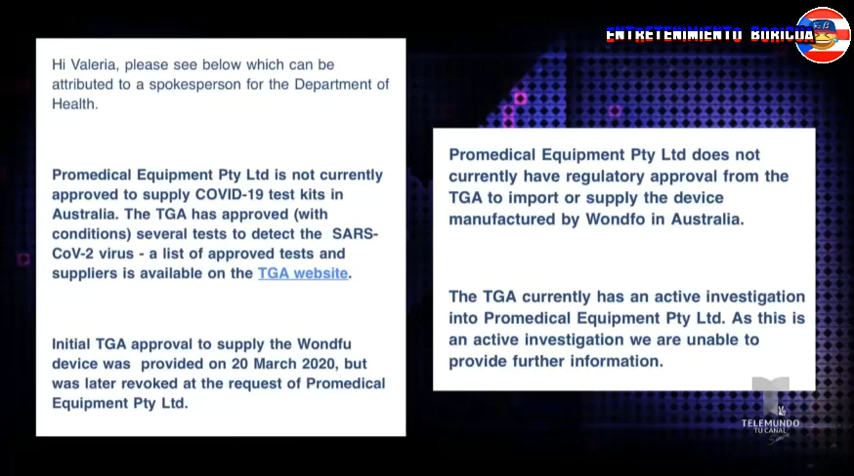 ENTRETENIMIENTO BORICUA
Hi Valeria, please see below which can be
attributed to a spokesperson for the Department of
Health.
Promedical Equipment Pty Ltd is not currently
approved to supply COVID-19 test kits in
Australia. The TGA has approved (with
conditions) several tests to detect the SARS-
CoV-2 virus - a list of approved tests and
suppliers is available on the TGA website.
Initial TGA approval to supply the Wondfu
device was provided on 20 March 2020, but
was later revoked at the request of Promedical
Equipment Pty Ltd.
Promedical Equipment Pty Ltd does not
currently have regulatory approval from the
TGA to import or supply the device
manufactured by Wondfo in Australia.
The TGA currently has an active investigation
into Promedical Equipment Pty Ltd. As this is
an active investigation we are unable to
provide further information.
TELEMUNDO
TU CANAL